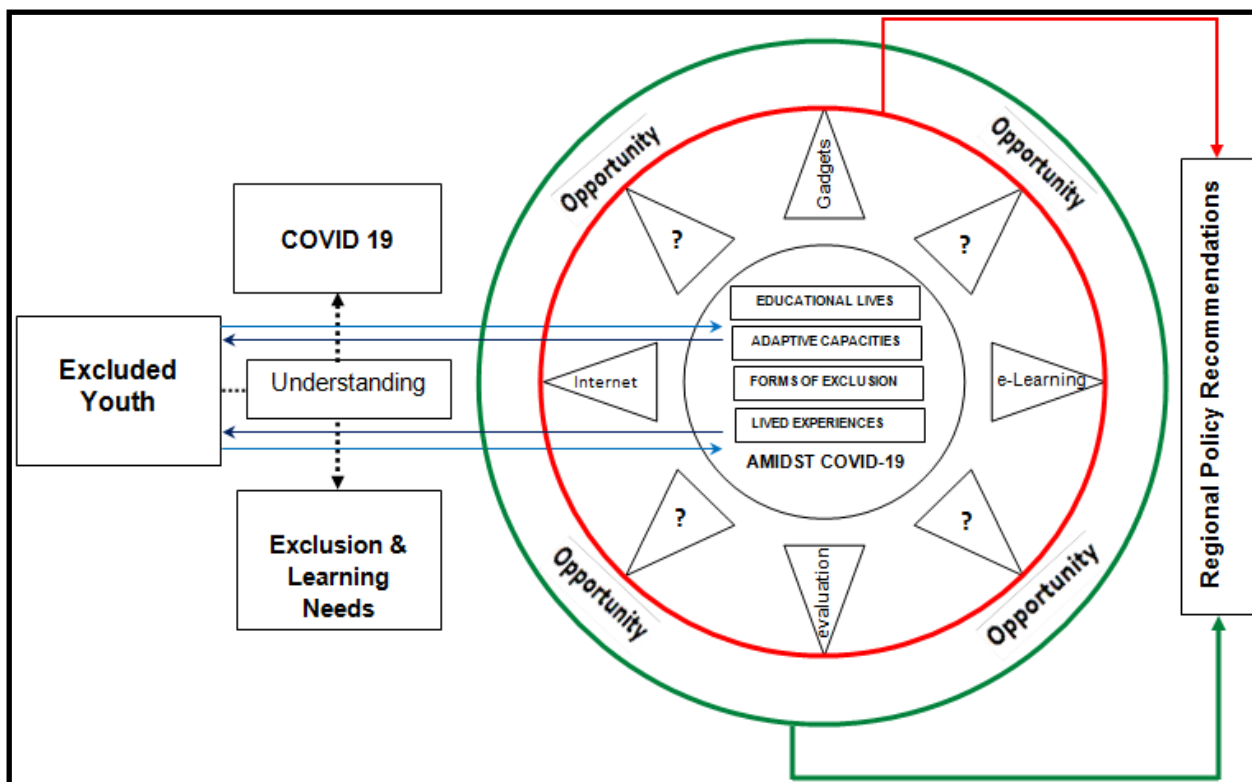 COVID 19
Excluded
Youth
Understanding
Exclusion &
Learning
Needs
Opportunity
Opportunity
Gadgets
?
?
EDUCATIONAL LIVES
ADAPTIVE CAPACITIES
FORMS OF EXCLUSION
LIVED EXPERIENCES
AMIDST COVID-19
Internet
e-Learning
?
?
evaluation
Opportunity
Opportunity
Regional Policy Recommendations